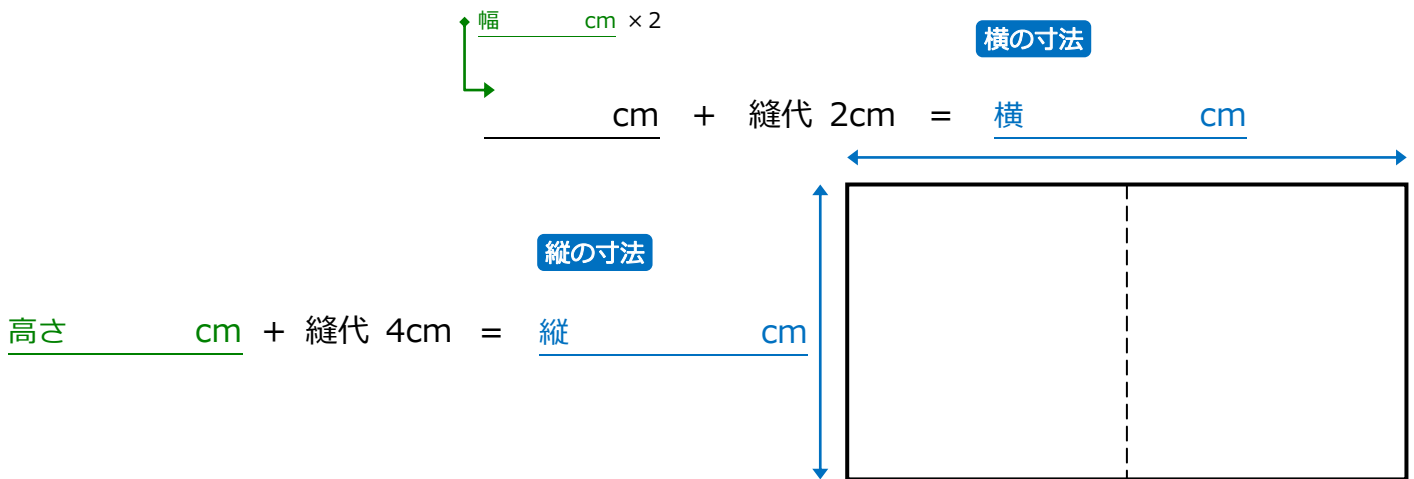 幅 cm ×2
横の寸法
cm + 縫代 2cm = 横 cm
縦の寸法
高さ cm + 縫代 4cm = 縦 cm